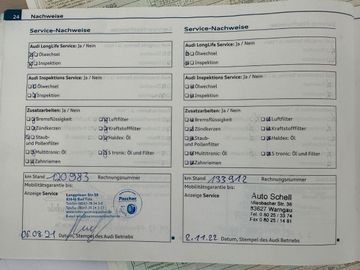 24 Nachweise
Service-Nachweise
Audi LongLife Service: Ja / Nein
Ölwechsel
Inspektion
Audi Inspektions Service: Ja / Nein
Ölwechsel
Inspektion
Zusatzarbeiten: Ja / Nein
Bremsflüssigkeit Luftfilter
Zündkerzen Kraftstofffilter
Staub- und Haldex: Öl
und Pollenfilter
Multitronic: Öl S tronic: Öl und Filter
Zahnriemen
km Stand 120983 Rechnungsnummer
Mobilitätsgarantie bis:
Anzeige Service
Fischer
05.08.21 Datum, Stempel des Audi Betriebs
Service-Nachweise
Audi LongLife Service: Ja / Nein
Ölwechsel
Inspektion
Audi Inspektions Service: Ja / Nein
Ölwechsel
Inspektion
Zusatzarbeiten: Ja / Nein
Bremsflüssigkeit Luftfilter
Zündkerzen Kraftstofffilter
Staub- Haldex: Öl
und Pollenfilter
Multitronic: Öl S tronic: Öl und Filter
Zahnriemen
km Stand 133912 Rechnungsnummer
Mobilitätsgarantie bis:
Anzeige Service
Auto Schell
83627 Warngau
2.11.22 Datum, Stempel des Audi Betriebs